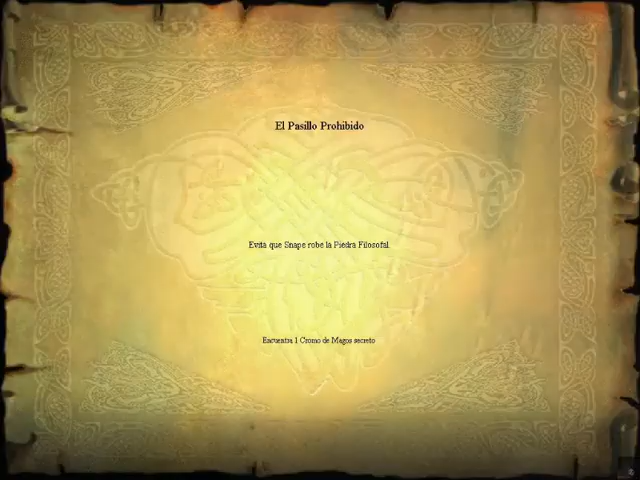 El Pasillo Prohibido
Evita que Snape robe la Piedra Filosofal.
Encuentra 1 Cromo de Magos secreto